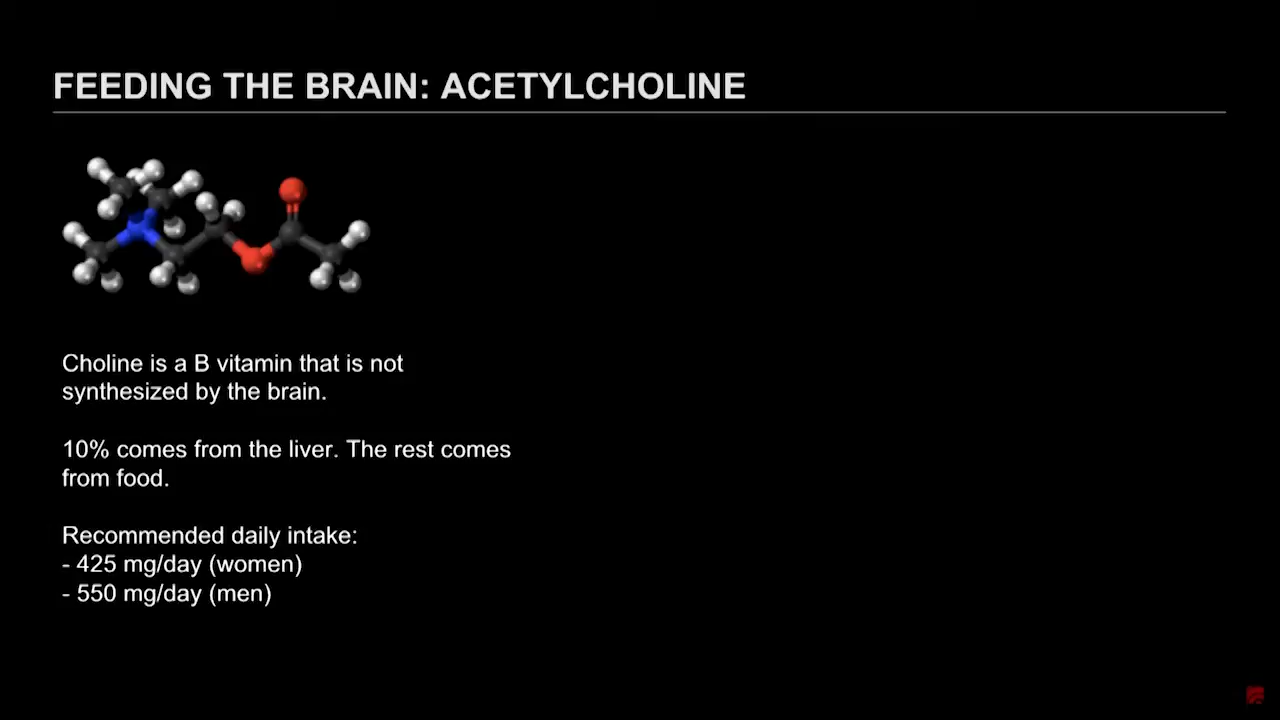 FEEDING THE BRAIN: ACETYLCHOLINE
Choline is a B vitamin that is not
synthesized by the brain.
10% comes from the liver. The rest comes
from food.
Recommended daily intake:
- 425 mg/day (women)
- 550 mg/day (men)